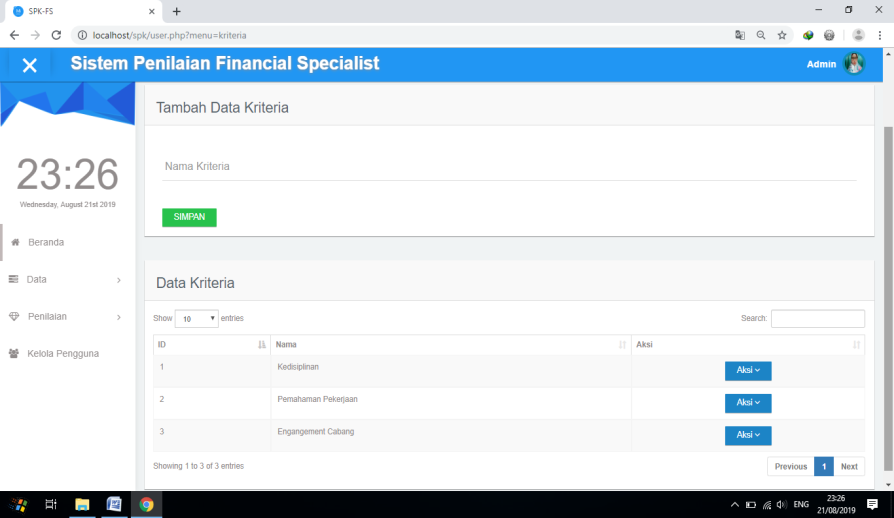 SPK-FS
localhost/spk/user.php?menu=kriteria
Sistem Penilaian Financial Specialist
Admin
23:26
Wednesday, August 21st 2019
Beranda
Data
Penilaian
Kelola Pengguna
Tambah Data Kriteria
Nama Kriteria
SIMPAN
Data Kriteria
Show 10 entries
Search:
ID Nama Aksi
1 Kedisiplinan Aksi
2 Pemahaman Pekerjaan Aksi
3 Engangement Cabang Aksi
Showing 1 to 3 of 3 entries
Previous 1 Next
ENG
23:26
21/08/2019